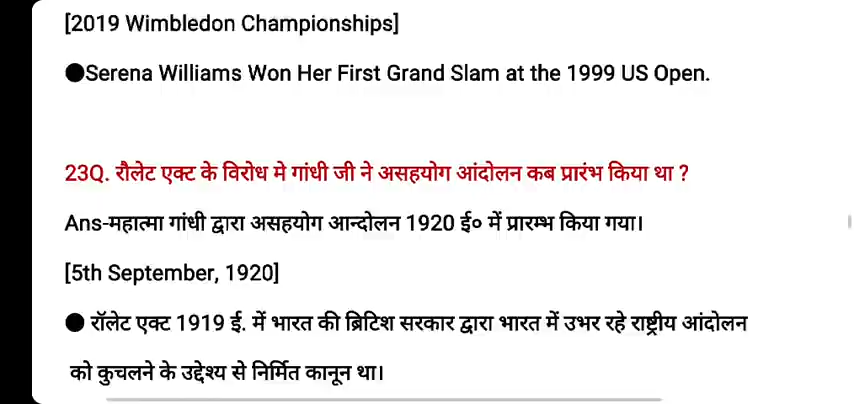 [2019 Wimbledon Championships]
●Serena Williams Won Her First Grand Slam at the 1999 US Open.
23Q. रौलेट एक्ट के विरोध मे गांधी जी ने असहयोग आंदोलन कब प्रारंभ किया था ?
Ans-महात्मा गांधी द्वारा असहयोग आन्दोलन 1920 ई० में प्रारम्भ किया गया।
[5th September, 1920]
● रॉलेट एक्ट 1919 ई. में भारत की ब्रिटिश सरकार द्वारा भारत में उभर रहे राष्ट्रीय आंदोलन
को कुचलने के उद्देश्य से निर्मित कानून था।